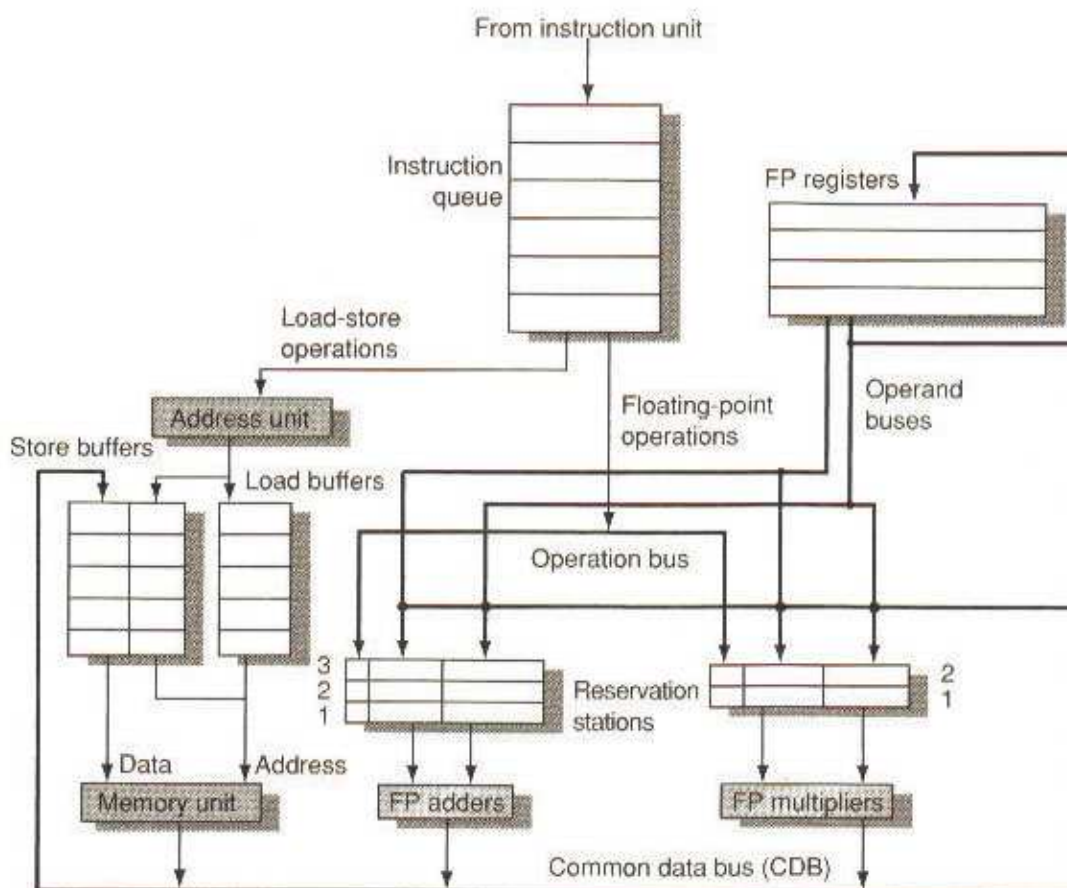 From instruction unit
Instruction
queue
FP registers
Load-store
operations
Address unit
Floating-point
operations
Operand
buses
Store buffers
Load buffers
Operation bus
3
2
1
Reservation
stations
2
1
Data
Address
Memory unit
FP adders
FP multipliers
Common data bus (CDB)